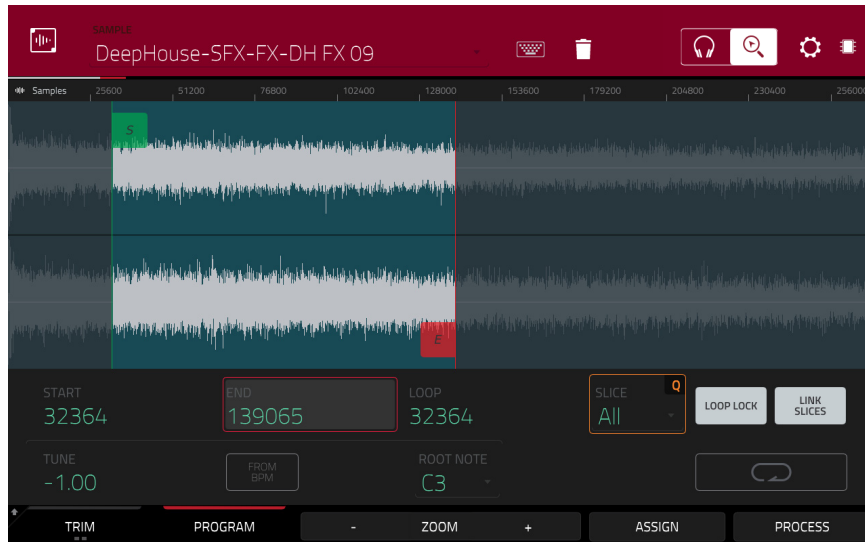 SAMPLE
DeepHouse-SFX-FX-DH FX 09
Samples 25600 51200 76800 102400 128000 153600 179200 204800 230400 256000
S
E
START END LOOP SLICE Q
32364 139065 32364 All LOOP LOCK LINK SLICES
TUNE FROM BPM ROOT NOTE
-1.00 C3
TRIM PROGRAM - ZOOM + ASSIGN PROCESS